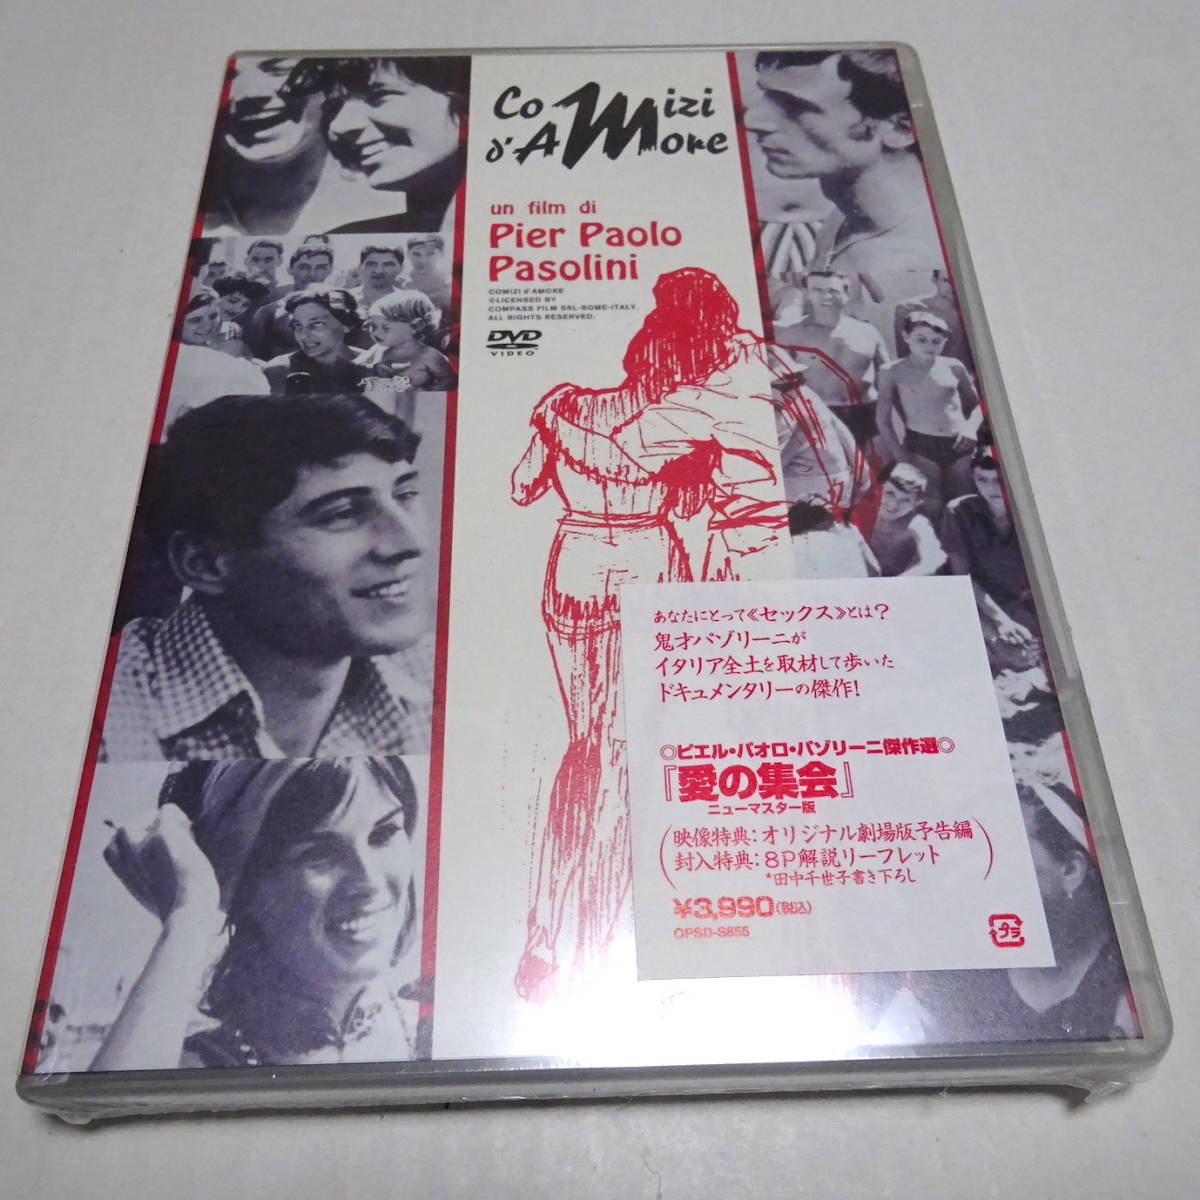 CoMizi
d'AMore
un film di
Pier Paolo
Pasolini
COMIZI d'AMORE
©LICENSED BY
COMPASS FILM SRL-ROME-ITALY.
ALL RIGHTS RESERVED.
DVD
VIDEO
あなたにとって《セックス》とは?
鬼才パゾリーニが
イタリア全土を取材して歩いた
ドキュメンタリーの傑作!
◎ピエル・パオロ・パゾリーニ傑作選◎
『愛の集会』
ニューマスター版
映像特典:オリジナル劇場版予告編
封入特典:8P解説リーフレット
*田中千世子書き下ろし
¥3,990(税込)
OPSD-S855
プラ